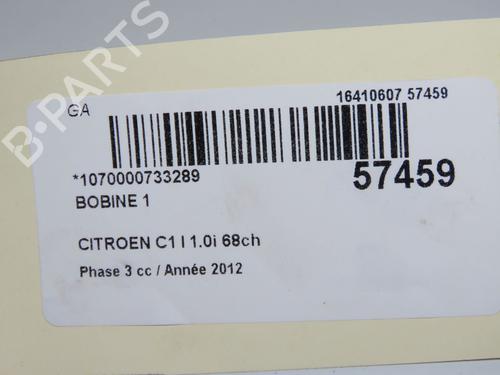 B-PARTS
GA
16410607 57459
*1070000733289
57459
BOBINE 1
CITROEN C1 I 1.0i 68ch
Phase 3 cc / Année 2012